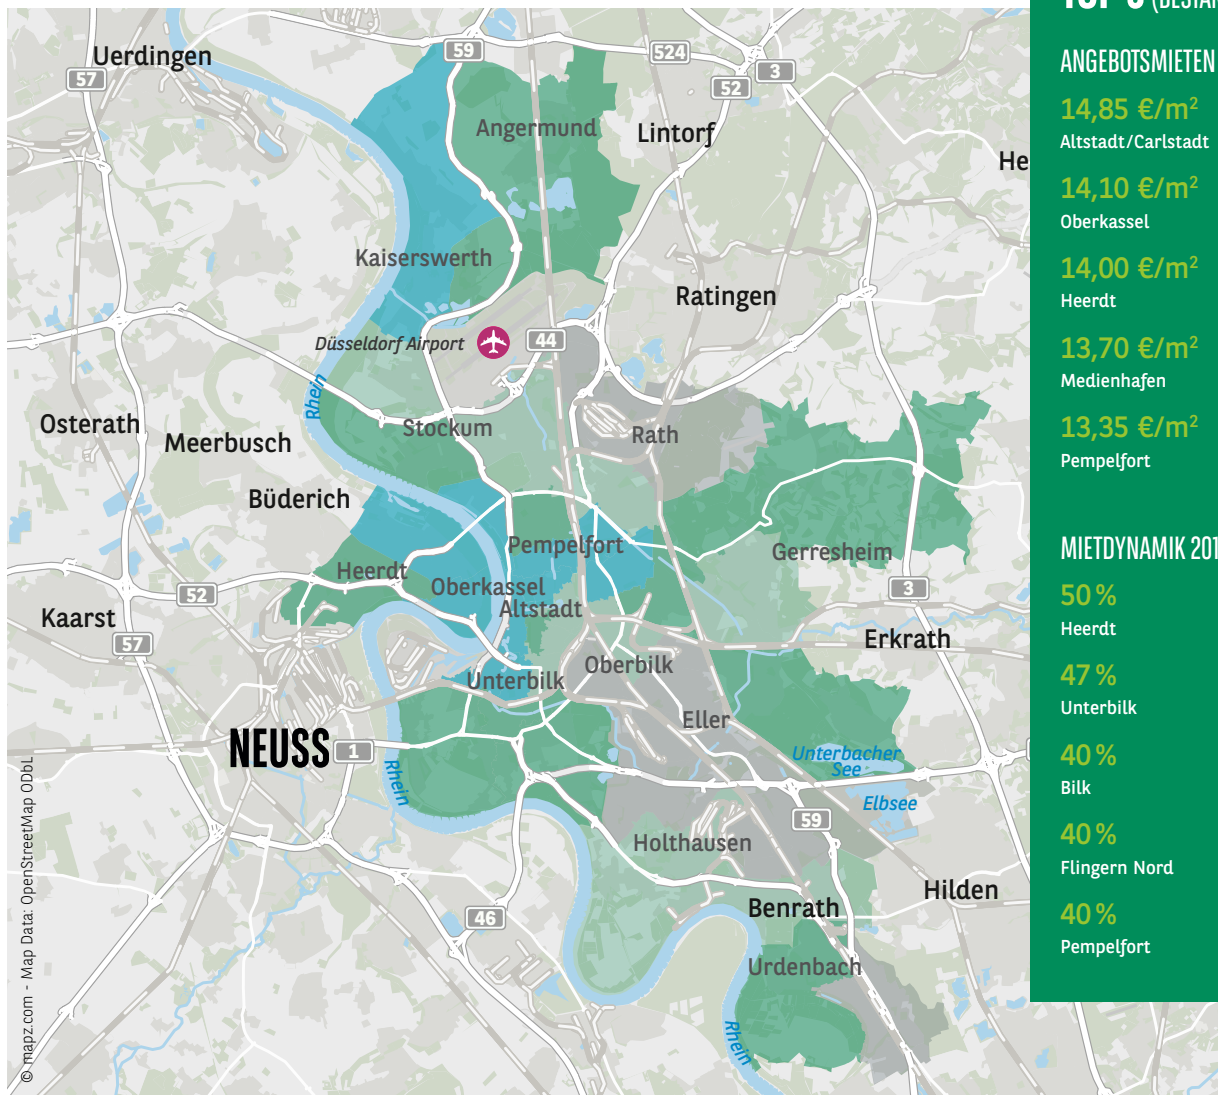 59
524
3
52
Uerdingen
57
Angermund
Lintorf
Kaiserswerth
Ratingen
Düsseldorf Airport
44
Rhein
Osterath
Meerbusch
Stockum
Rath
Büderich
Pempelfort
Gerresheim
Heerdt
Oberkassel
Altstadt
52
3
Kaarst
57
Erkrath
Oberbilk
Unterbilk
Eller
NEUSS
1
Rhein
Unterbacher
See
Elbsee
59
Holthausen
Hilden
Benrath
46
Urdenbach
Rhein
© mapz.com - Map Data: OpenStreetMap ODbL
ANGEBOTSMIETEN
14,85 €/m²
Altstadt/Carlstadt
14,10 €/m²
Oberkassel
14,00 €/m²
Heerdt
13,70 €/m²
Medienhafen
13,35 €/m²
Pempelfort
MIETDYNAMIK
50 %
Heerdt
47 %
Unterbilk
40 %
Bilk
40 %
Flingern Nord
40 %
Pempelfort